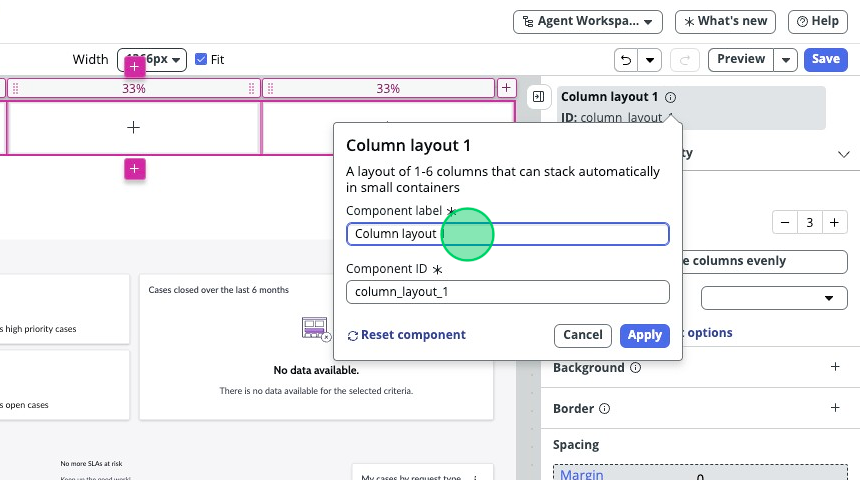 Agent Workspa...
What's new
Help
Width
1366px
Fit
Preview
Save
33%
33%
Column layout 1
ID: column_layout_1
Column layout 1
A layout of 1-6 columns that can stack automatically
in small containers
Component label *
Column layout
Component ID *
column_layout_1
Reset component
Cancel
Apply
ty
3
e columns evenly
options
Background
Border
Spacing
Margin
0
Cases closed over the last 6 months
s high priority cases
No data available.
There is no data available for the selected criteria.
s open cases
No more SLAs at risk
Keep up the good work!
My cases by request type